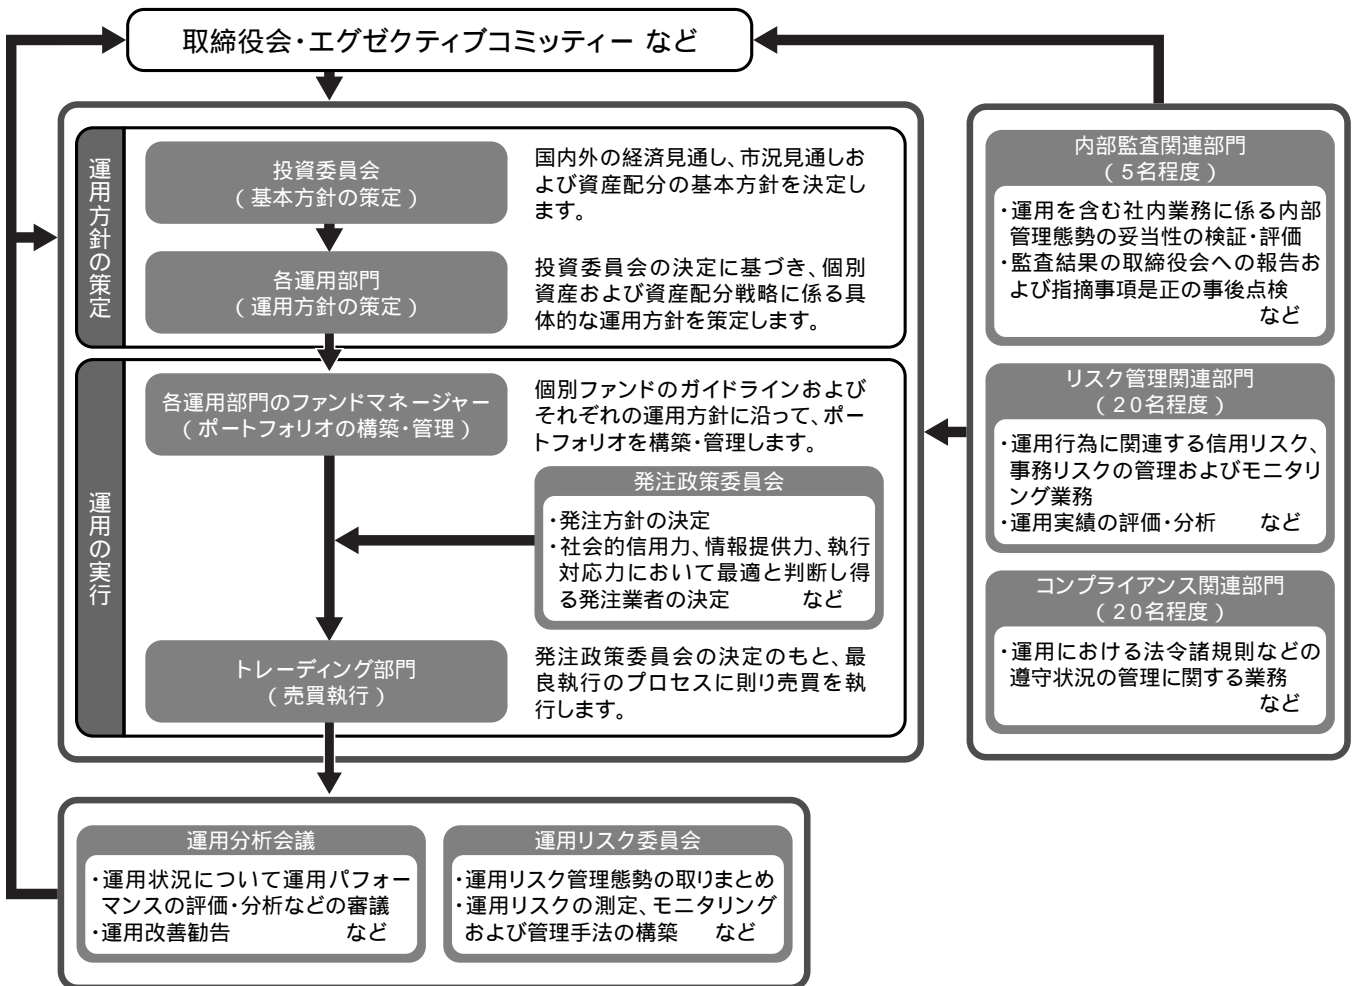 取締役会・エグゼクティブコミッティー など
運用方針の策定
投資委員会
(基本方針の策定)
国内外の経済見通し、市況見通しお
よび資産配分の基本方針を決定し
ます。
各運用部門
(運用方針の策定)
投資委員会の決定に基づき、個別
資産および資産配分戦略に係る具
体的な運用方針を策定します。
運用の実行
各運用部門のファンドマネージャー
(ポートフォリオの構築・管理)
個別ファンドのガイドラインおよび
それぞれの運用方針に沿って、ポー
トフォリオを構築・管理します。
発注政策委員会
・発注方針の決定
・社会的信用力、情報提供力、執行
対応力において最適と判断し得
る発注業者の決定 など
トレーディング部門
(売買執行)
発注政策委員会の決定のもと、最
良執行のプロセスに則り売買を執
行します。
内部監査関連部門
(5名程度)
・運用を含む社内業務に係る内部
管理態勢の妥当性の検証・評価
・監査結果の取締役会への報告お
よび指摘事項是正の事後点検
など
リスク管理関連部門
(20名程度)
・運用行為に関連する信用リスク、
事務リスクの管理およびモニタリ
ング業務
・運用実績の評価・分析 など
コンプライアンス関連部門
(20名程度)
・運用における法令諸規則などの
遵守状況の管理に関する業務
など
運用分析会議
・運用状況について運用パフォー
マンスの評価・分析などの審議
・運用改善勧告 など
運用リスク委員会
・運用リスク管理態勢の取りまとめ
・運用リスクの測定、モニタリング
および管理手法の構築 など